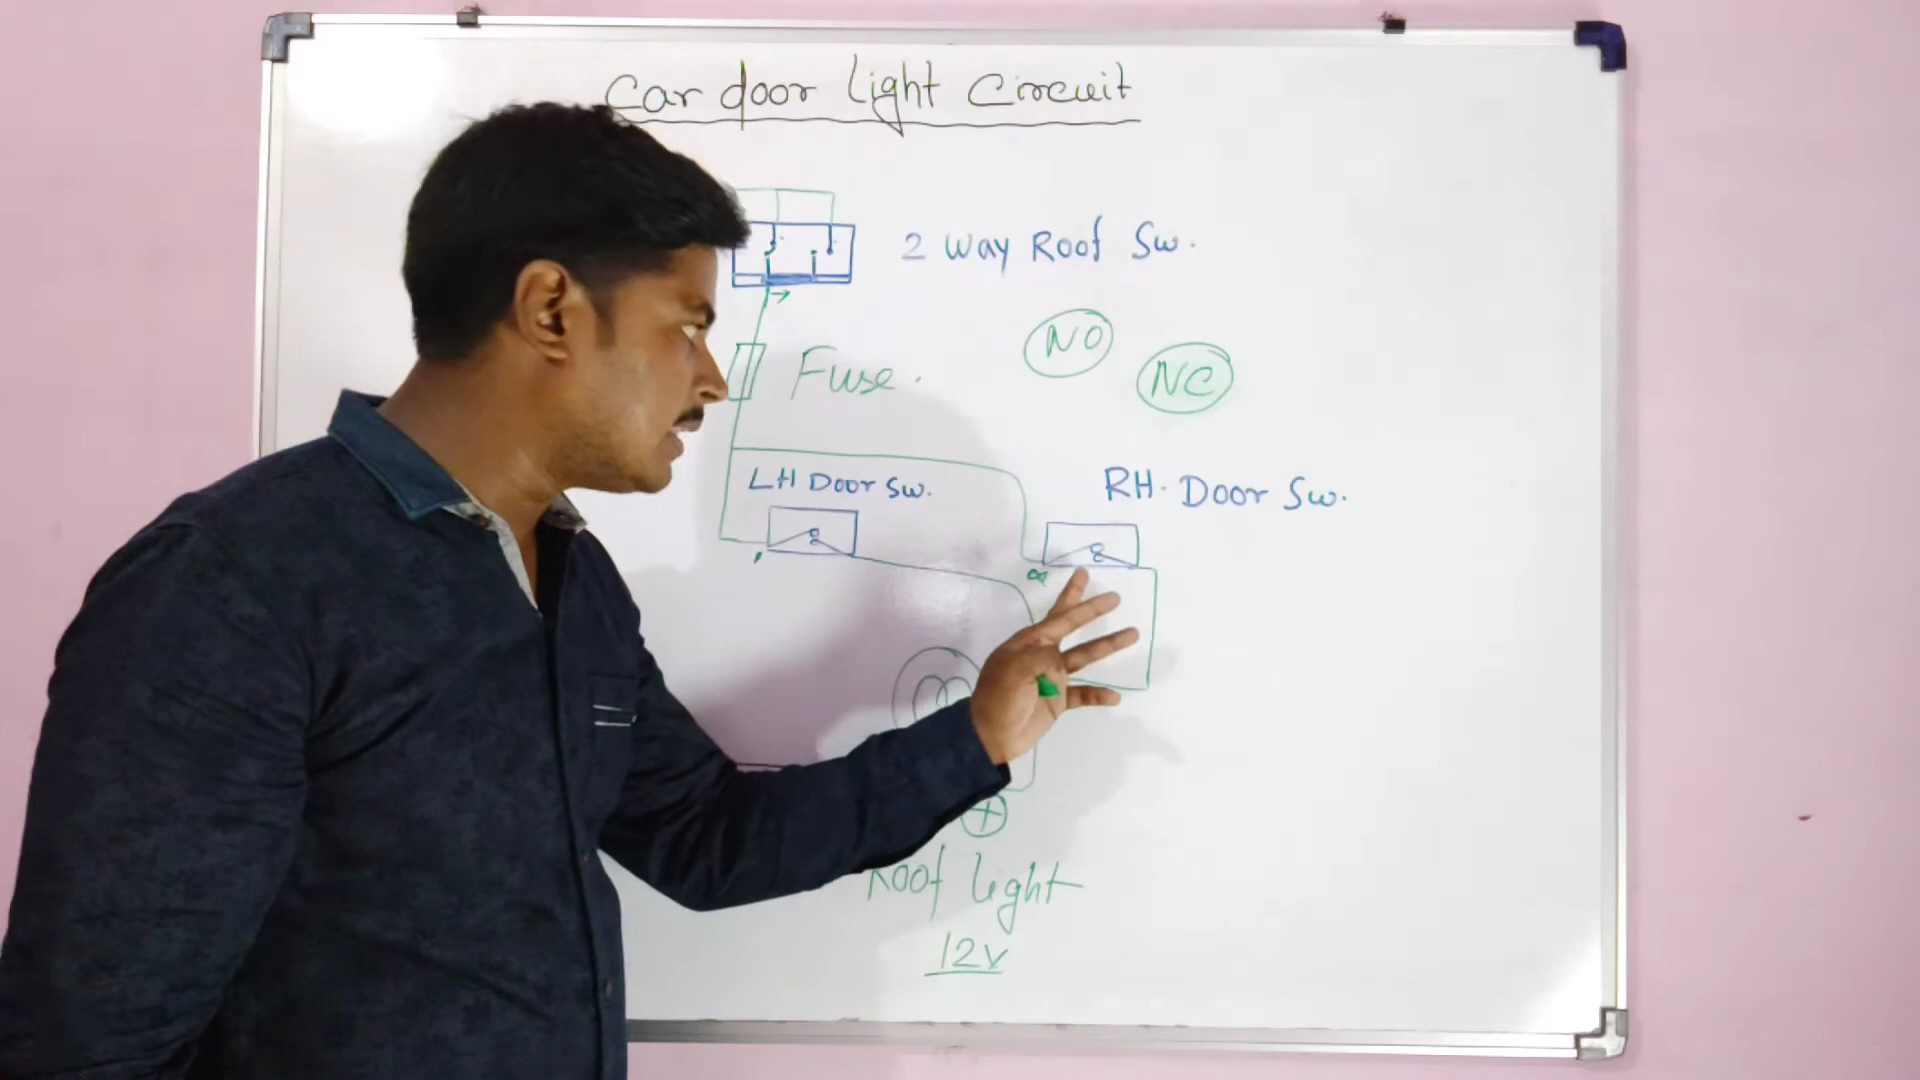 Car door Light Circuit
2 Way Roof Sw.
NO
NC
Fuse.
LH Door Sw.
RH. Door Sw.
+
Roof light
12V